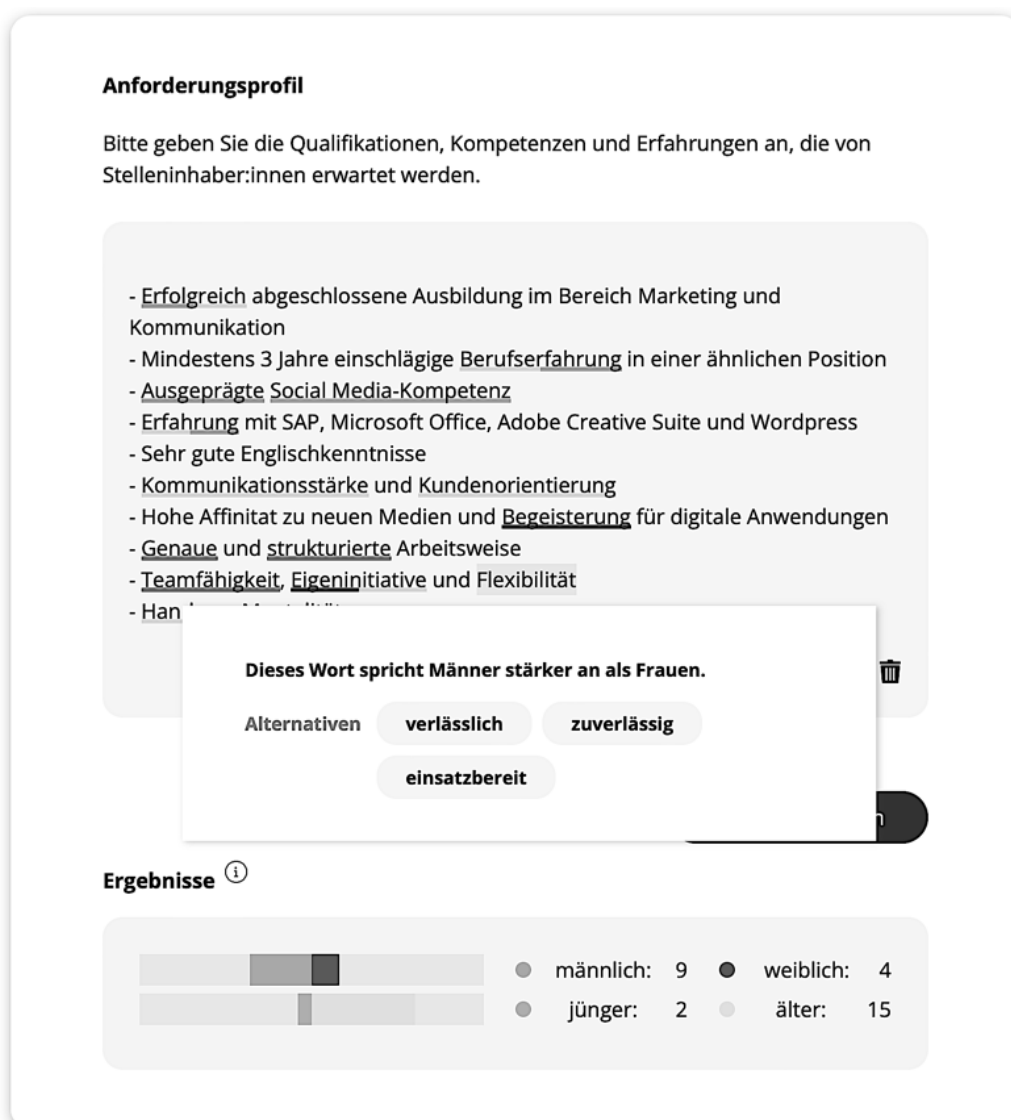 Anforderungsprofil
Bitte geben Sie die Qualifikationen, Kompetenzen und Erfahrungen an, die von
Stelleninhaber:innen erwartet werden.
- Erfolgreich abgeschlossene Ausbildung im Bereich Marketing und
Kommunikation
- Mindestens 3 Jahre einschlägige Berufserfahrung in einer ähnlichen Position
- Ausgeprägte Social Media-Kompetenz
- Erfahrung mit SAP, Microsoft Office, Adobe Creative Suite und Wordpress
- Sehr gute Englischkenntnisse
- Kommunikationsstärke und Kundenorientierung
- Hohe Affinitat zu neuen Medien und Begeisterung für digitale Anwendungen
- Genaue und strukturierte Arbeitsweise
- Teamfähigkeit, Eigeninitiative und Flexibilität
- Han
Dieses Wort spricht Männer stärker an als Frauen.
Alternativen verlässlich zuverlässig
einsatzbereit
Ergebnisse
männlich: 9 weiblich: 4
jünger: 2 älter: 15